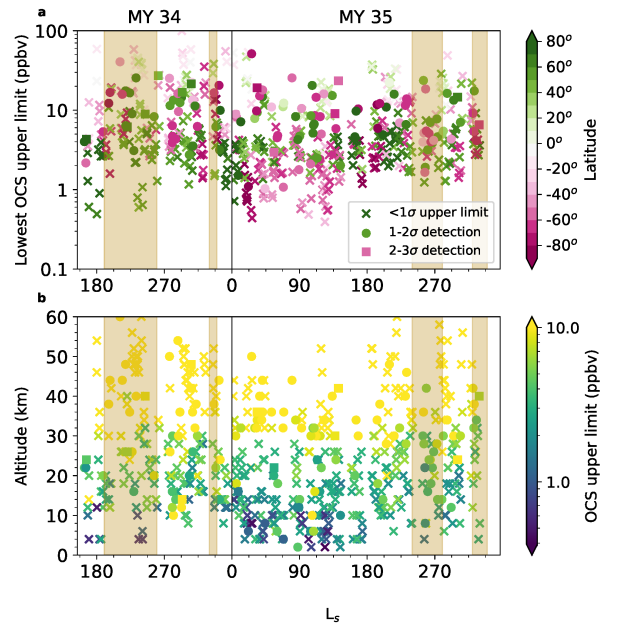 a
MY 34
MY 35
Lowest OCS upper limit (ppbv)
100
10
1
0.1
180
270
0
90
180
270
<1σ upper limit
1-2σ detection
2-3σ detection
80°
60°
40°
20°
0°
-20°
-40°
-60°
-80°
Latitude
b
Altitude (km)
60
50
40
30
20
10
0
180
270
0
90
180
270
L_s
10.0
1.0
OCS upper limit (ppbv)